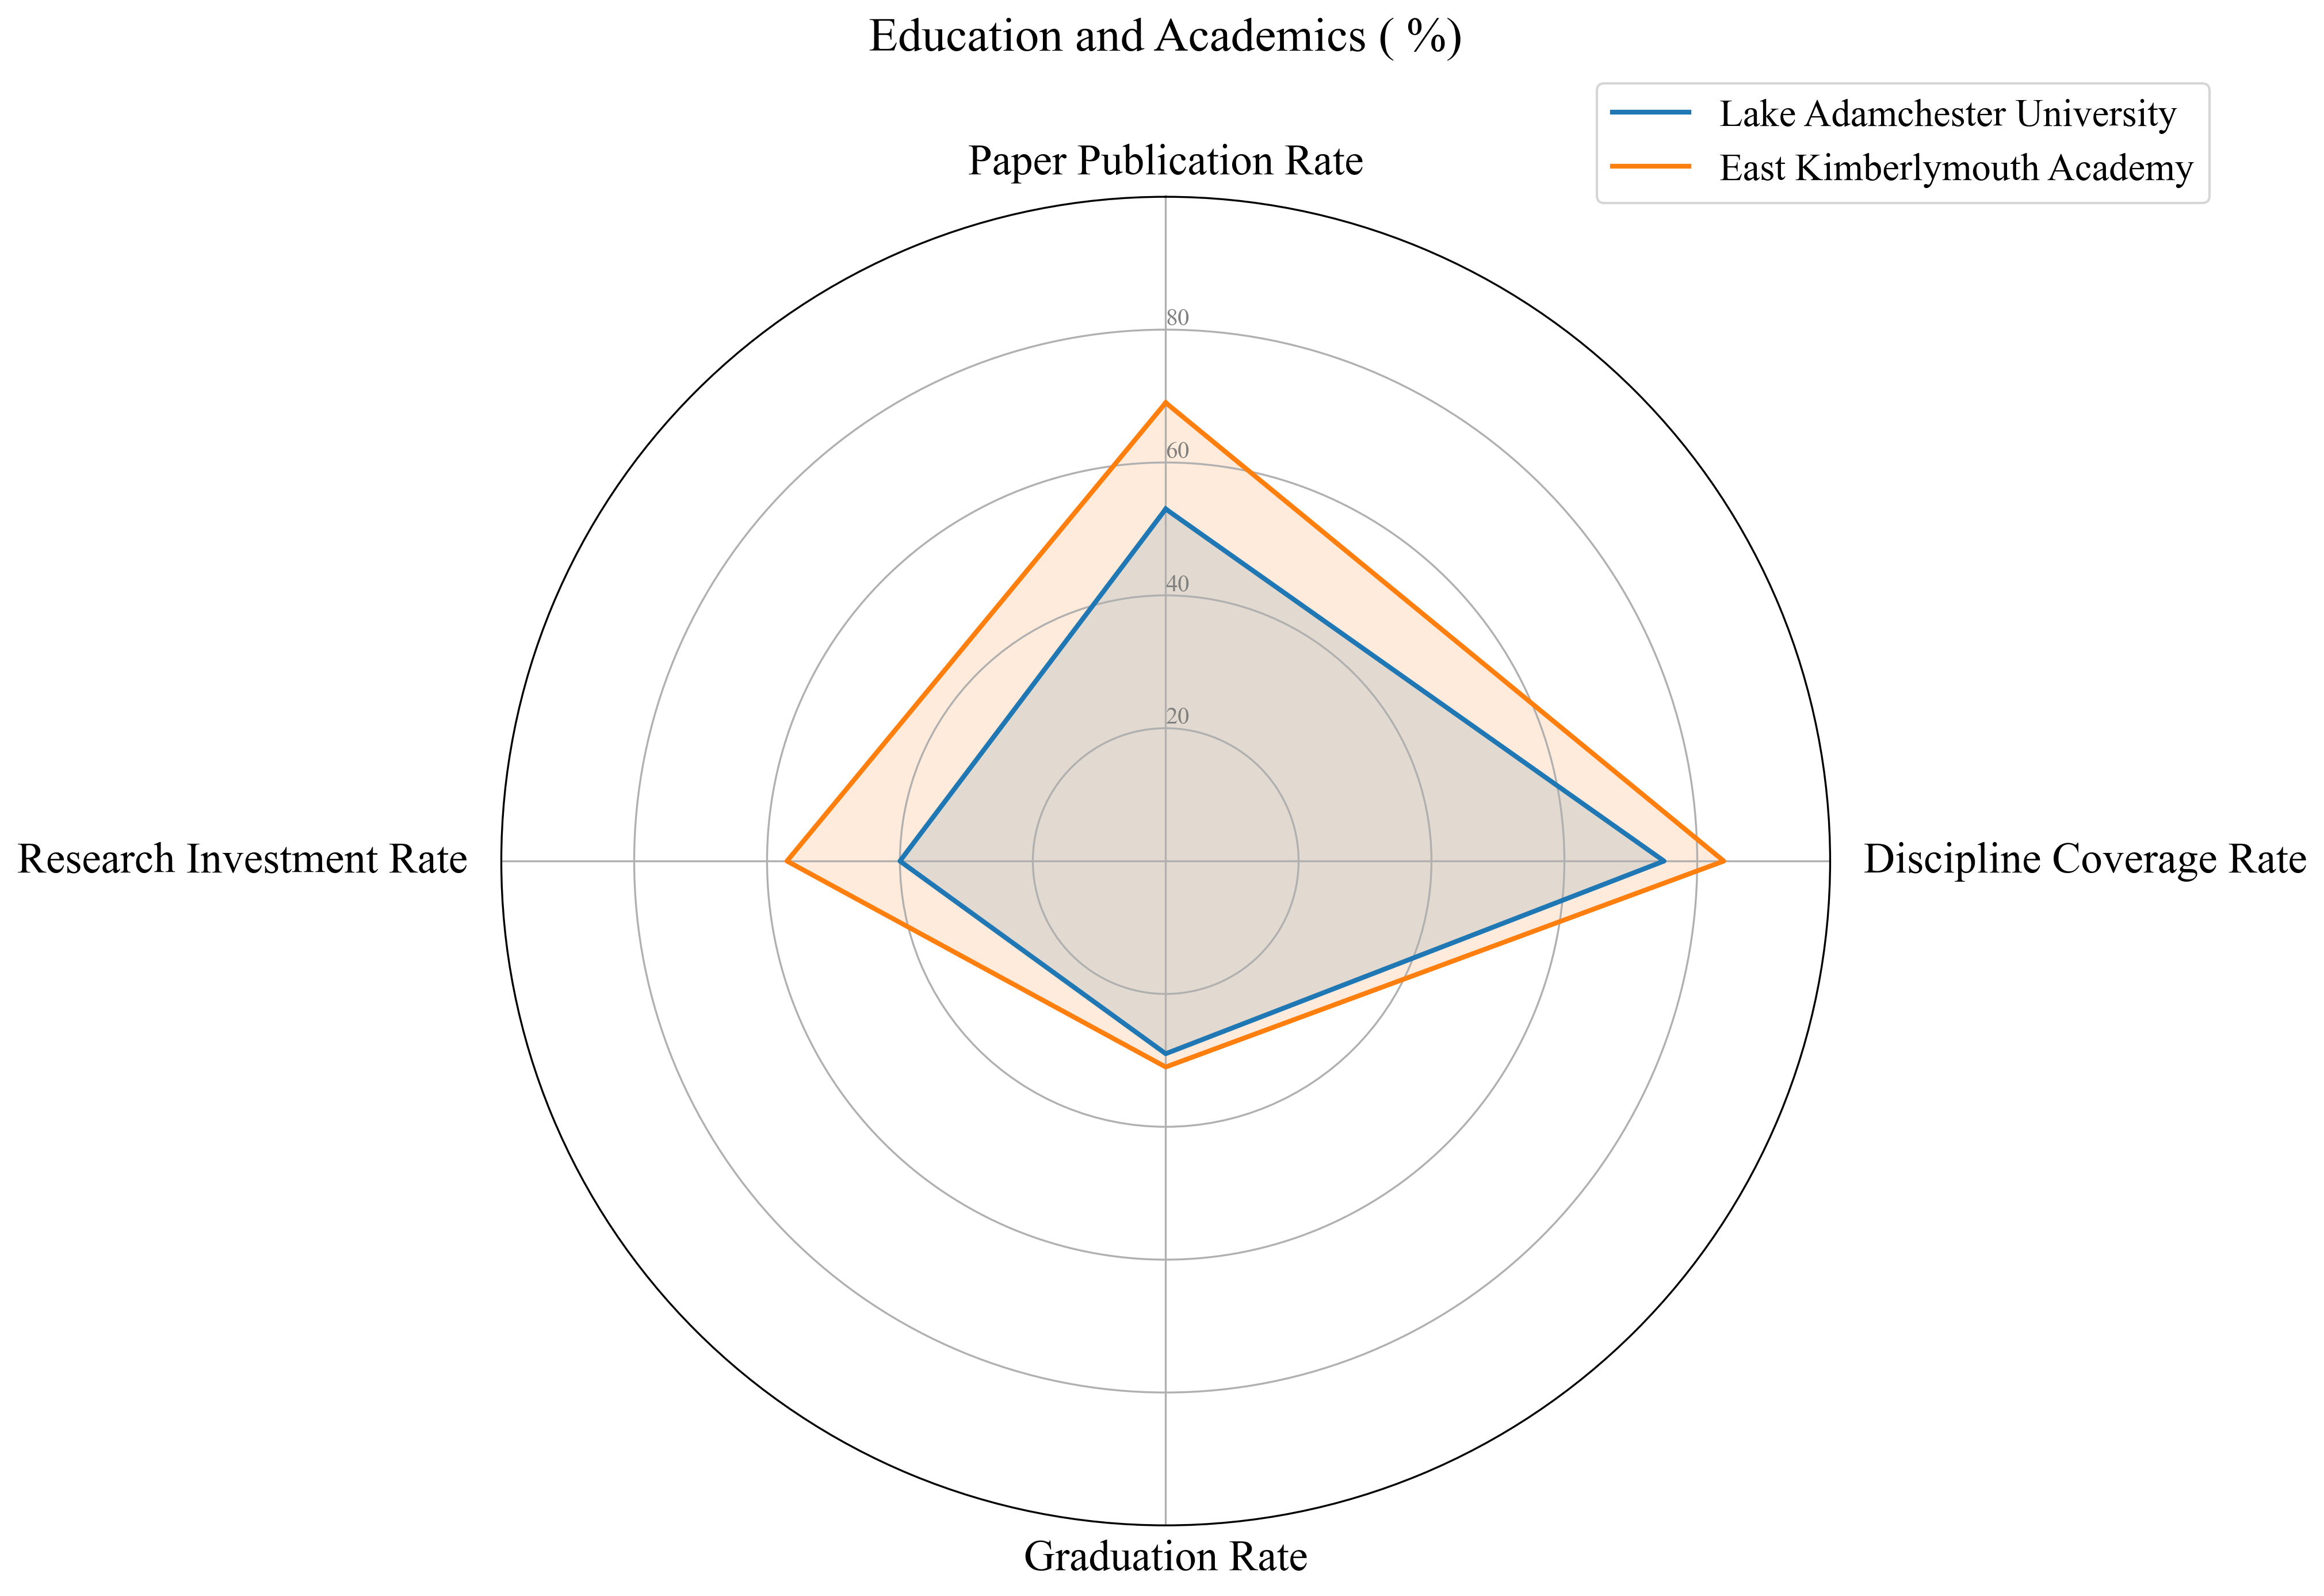 Education and Academics ( %)
Lake Adamchester University
East Kimberlymouth Academy
Paper Publication Rate
80
60
40
20
Research Investment Rate
Discipline Coverage Rate
Graduation Rate